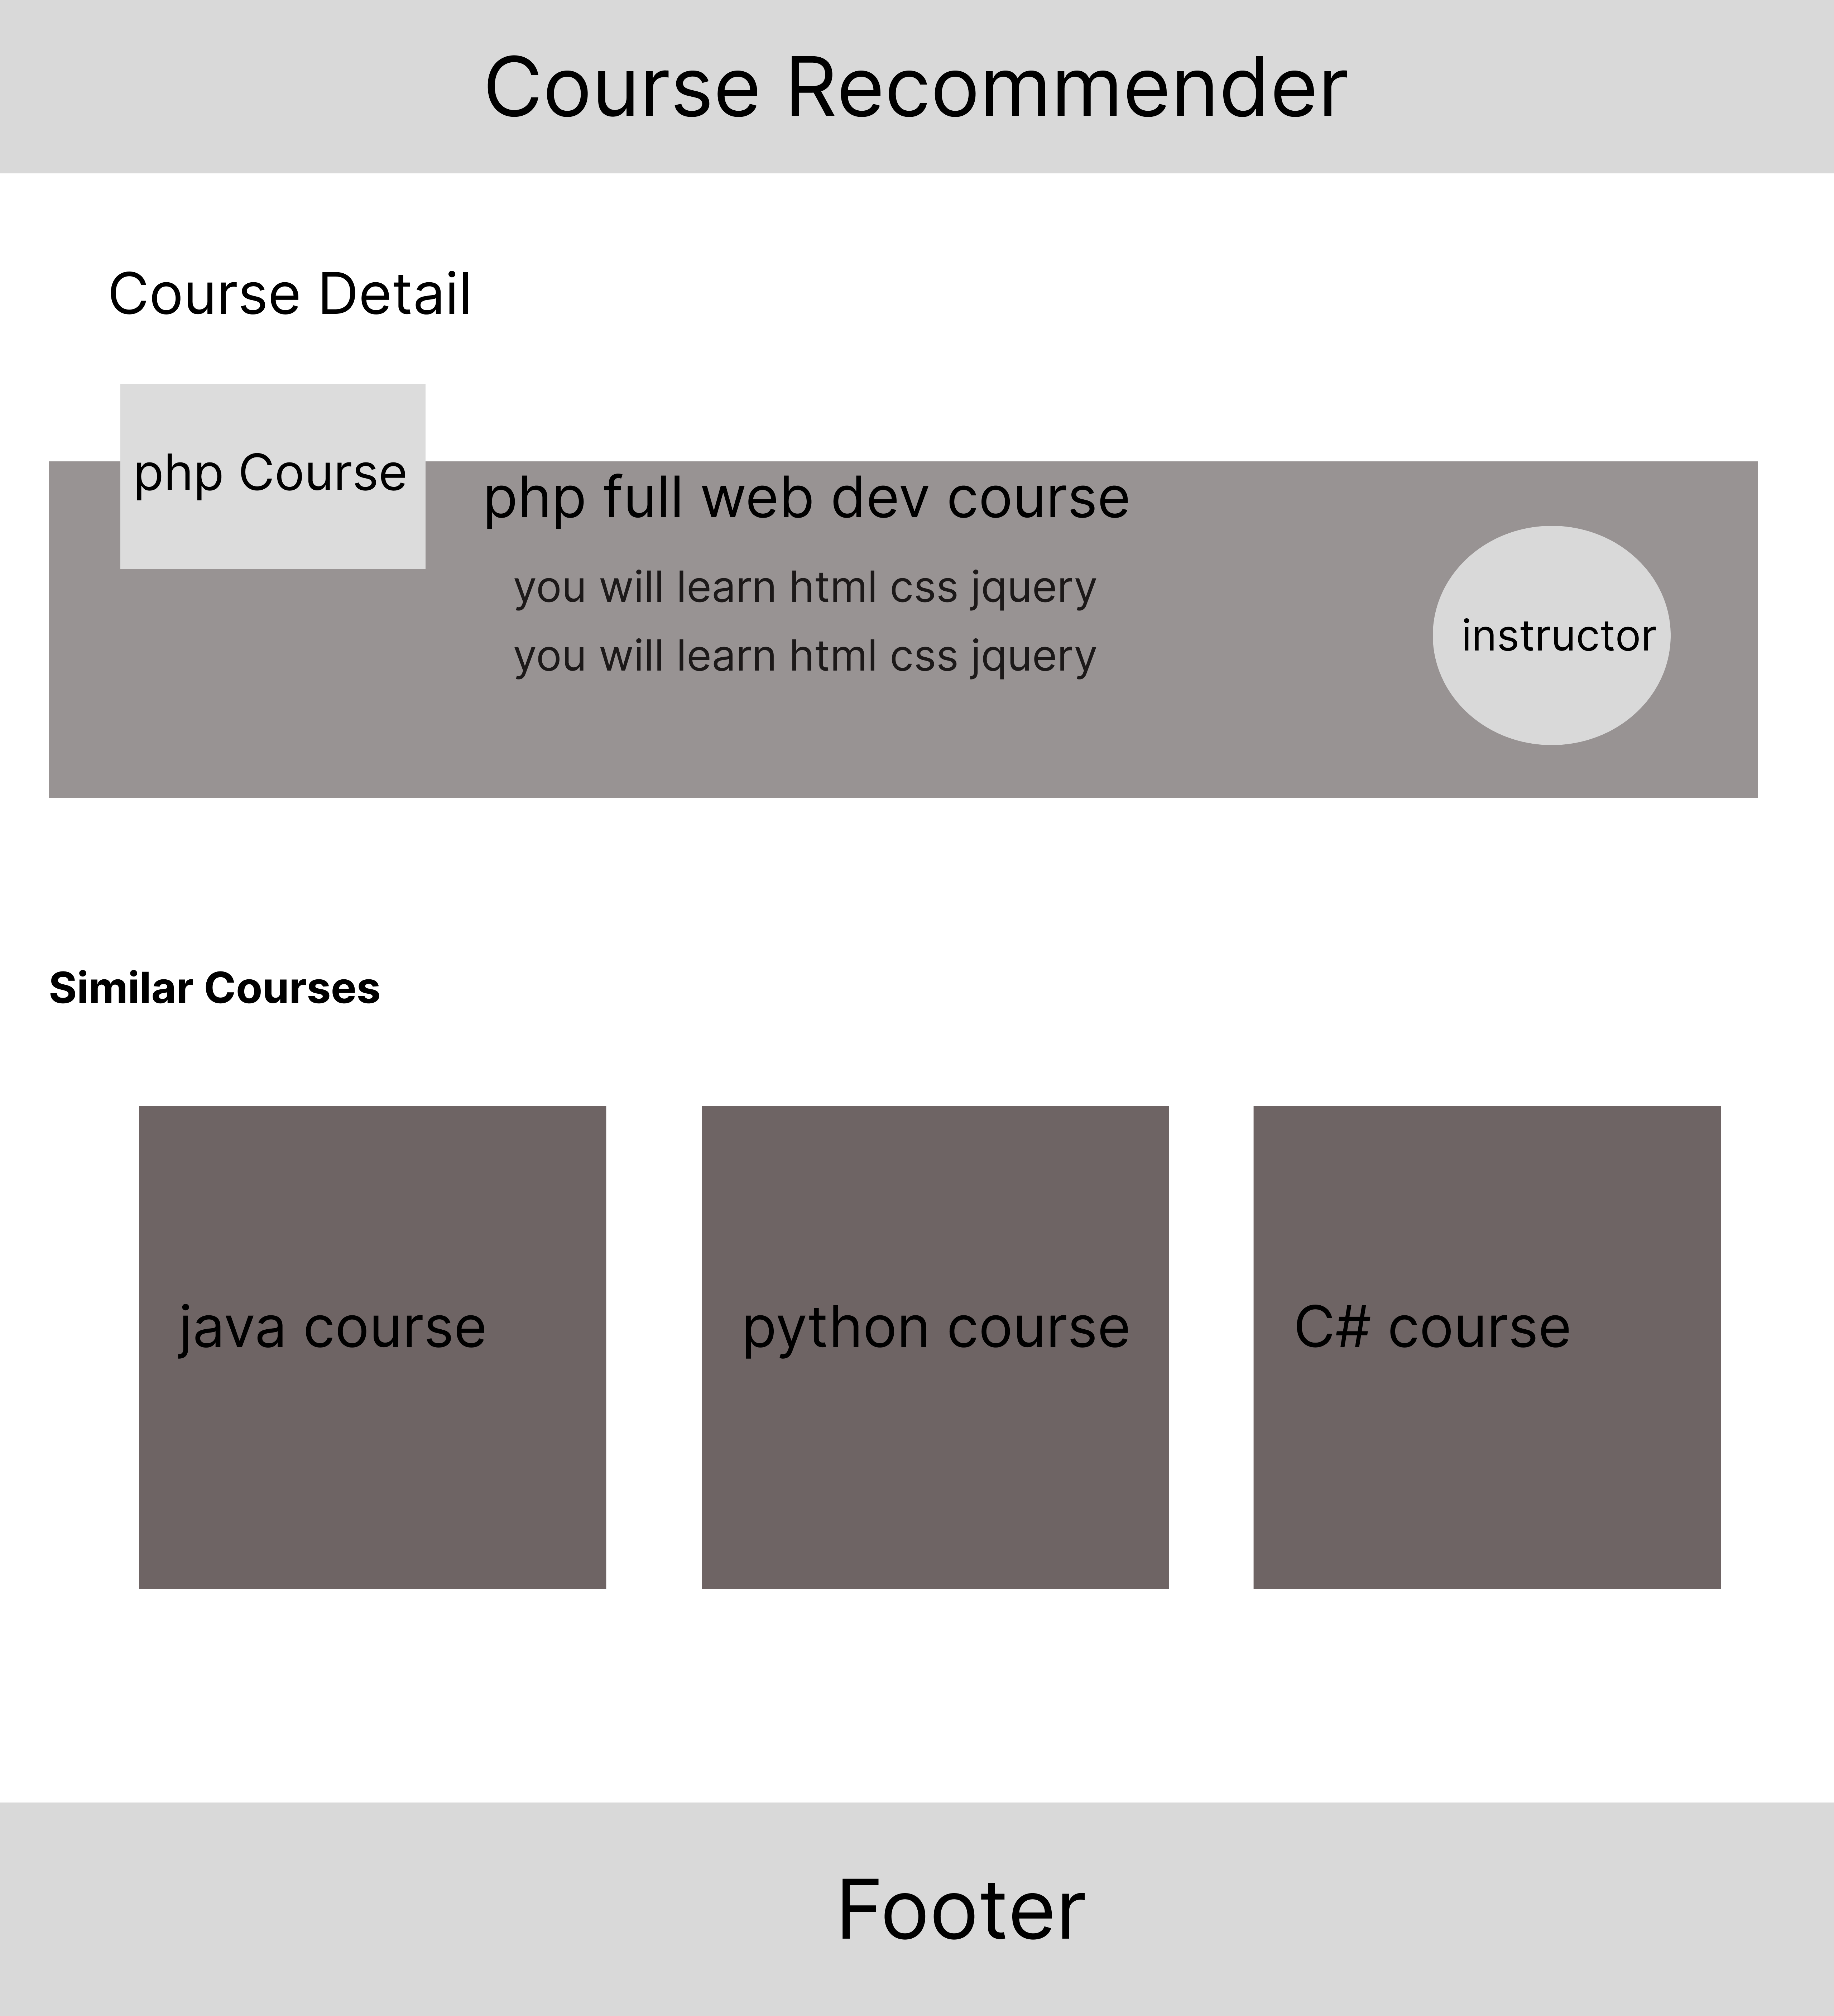 Course Recommender
Course Detail
php Course
php full web dev course
you will learn html css jquery
you will learn html css jquery
instructor
Similar Courses
java course
python course
C# course
Footer